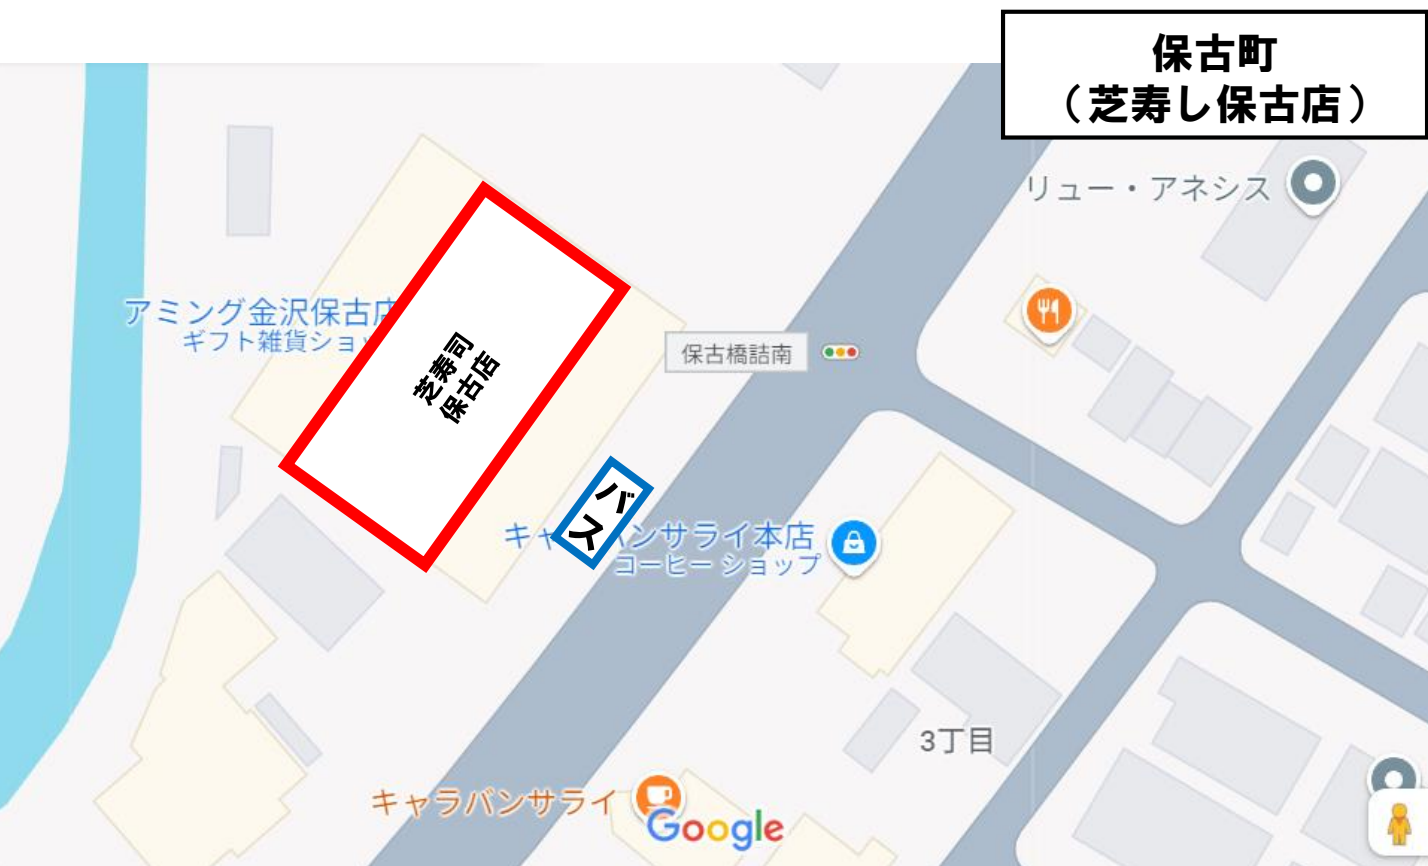 保古町
（芝寿し保古店）
リュー・アネシス
アミング金沢保古店
ギフト雑貨ショ
芝寿司
保古店
保古橋詰南
バス
キャ
ンサライ本店
コーヒー ショップ
3丁目
キャラバンサライ
Google